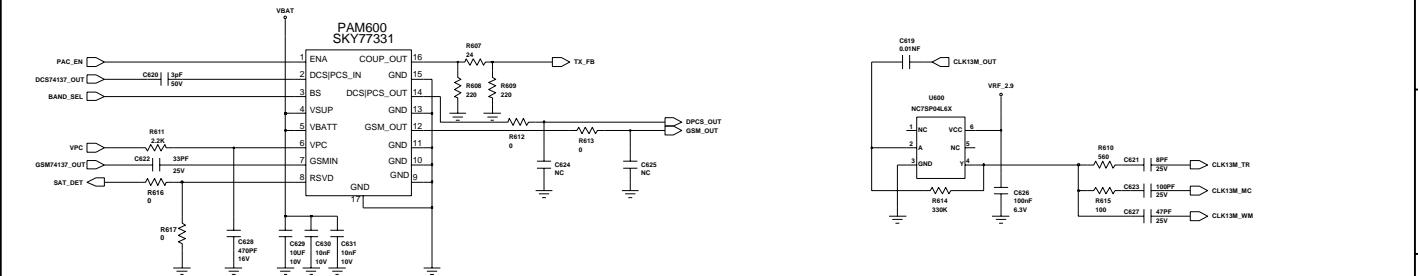 VBAT
PAM600
SKY77331
PAC_EN
1 ENA
COUP_OUT 16
R607
24
TX_FB
DCS74137_OUT
C620
3pF
50V
2 DCS|PCS_IN
GND 15
R608
220
R609
220
BAND_SEL
3 BS
DCS|PCS_OUT 14
4 VSUP
GND 13
DPCS_OUT
5 VBATT
GSM_OUT 12
GSM_OUT
R612
0
R613
0
VPC
R611
2.2K
6 VPC
GND 11
GSM74137_OUT
C622
33PF
25V
7 GSMIN
GND 10
C624
NC
C625
NC
SAT_DET
R616
0
8 RSVD
GND 9
GND
17
R617
0
C628
470PF
16V
C629
10UF
10V
C630
10nF
10V
C631
10nF
10V
C619
0.01NF
CLK13M_OUT
U600
NC7SP04L6X
VRF_2.9
1 NC
VCC 6
2 A
NC 5
3 GND
Y 4
R614
330K
C626
100nF
6.3V
R610
560
C621
8PF
25V
CLK13M_TR
R615
100
C623
100PF
25V
CLK13M_MC
C627
47PF
25V
CLK13M_WM